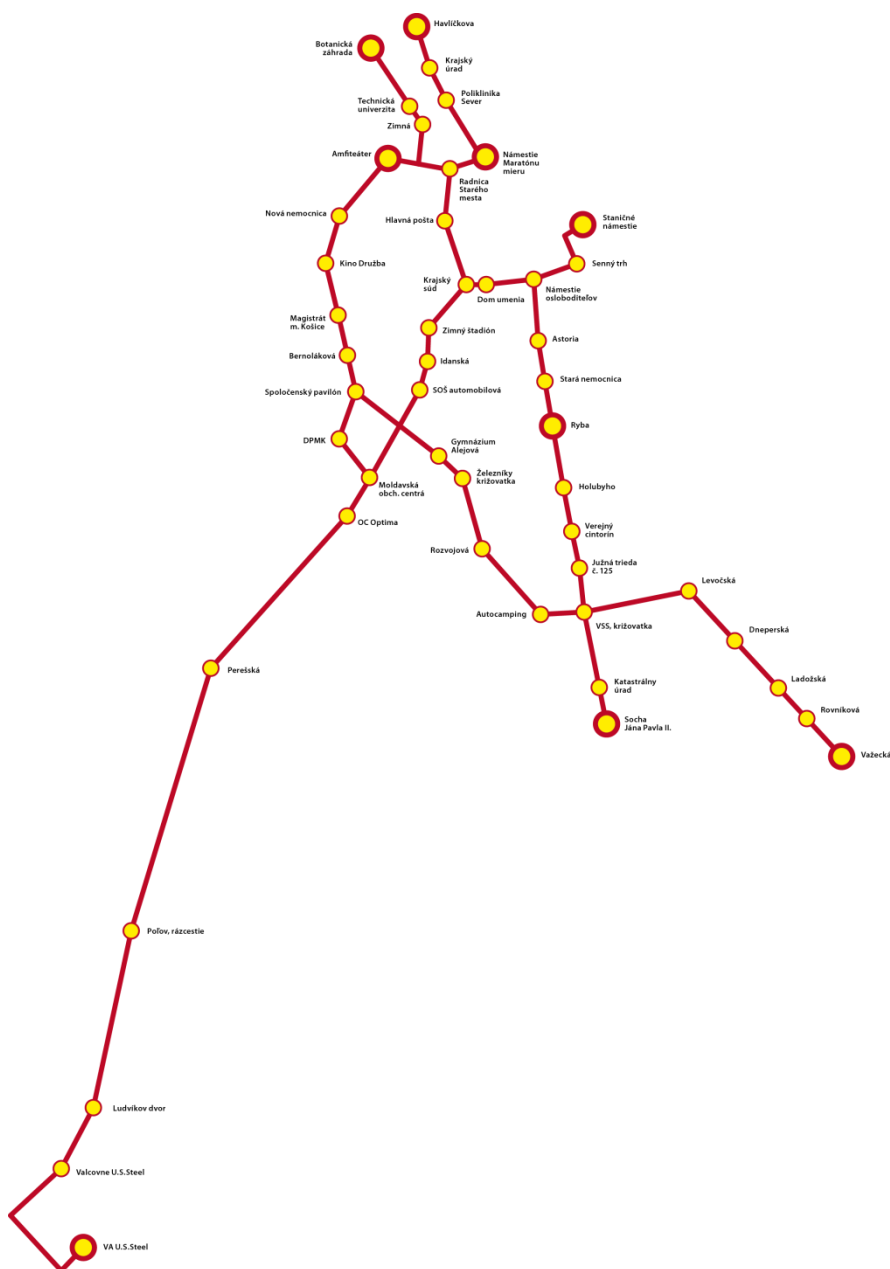 Havlíčkova
Botanická
záhrada
Krajský
úrad
Poliklinika
Sever
Technická
univerzita
Zimná
Amfiteáter
Námestie
Maratónu
mieru
Radnica
Starého
mesta
Nová nemocnica
Hlavná pošta
Staničné
námestie
Kino Družba
Senný trh
Krajský
súd
Dom umenia
Námestie
osloboditeľov
Magistrát
m. Košice
Zimný štadión
Astoria
Bernoláková
Idanská
Stará nemocnica
Spoločenský pavilón
SOŠ automobilová
Ryba
DPMK
Gymnázium
Alejová
Železníky
križovatka
Moldavská
obch. centrá
Holubyho
OC Optima
Verejný
cintorín
Rozvojová
Južná trieda
č. 125
Levočská
Autocamping
VSS, križovatka
Dneperská
Perešská
Katastrálny
úrad
Ladožská
Rovníková
Socha
Jána Pavla II.
Važecká
Poľov, rázcestie
Ludvíkov dvor
Valcovne U.S.Steel
VA U.S.Steel